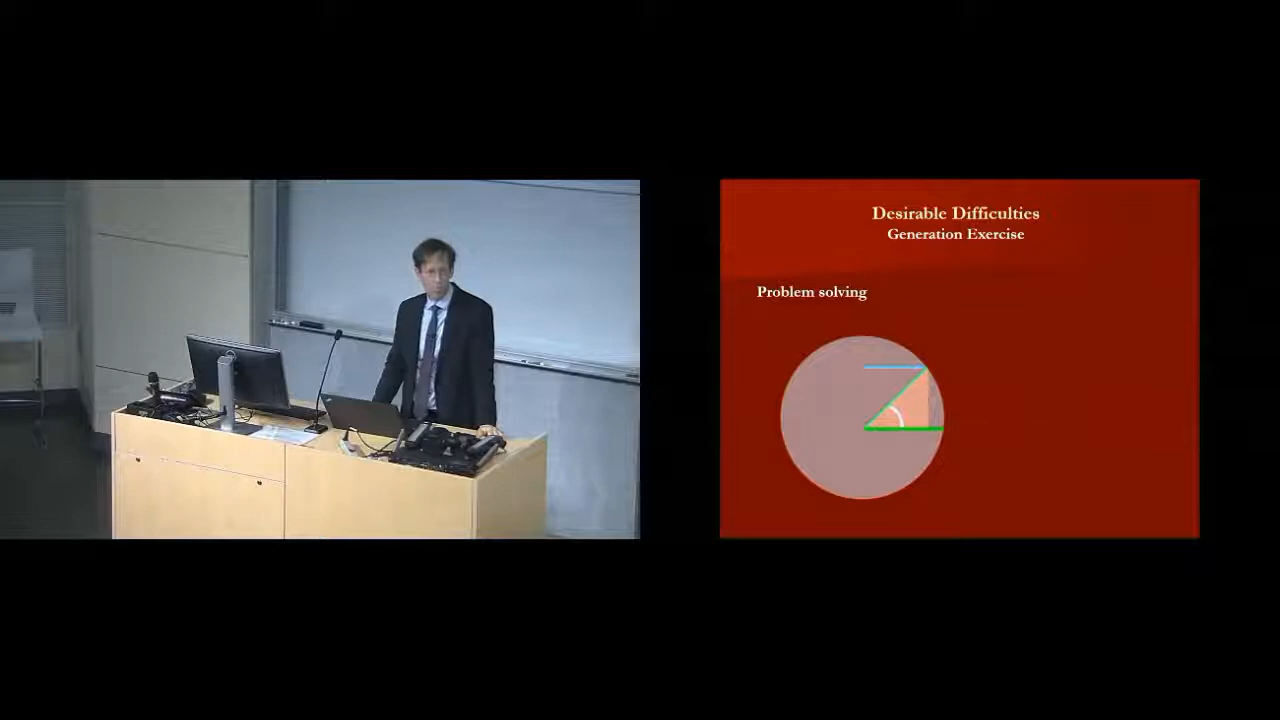 Desirable Difficulties
Generation Exercise
Problem solving